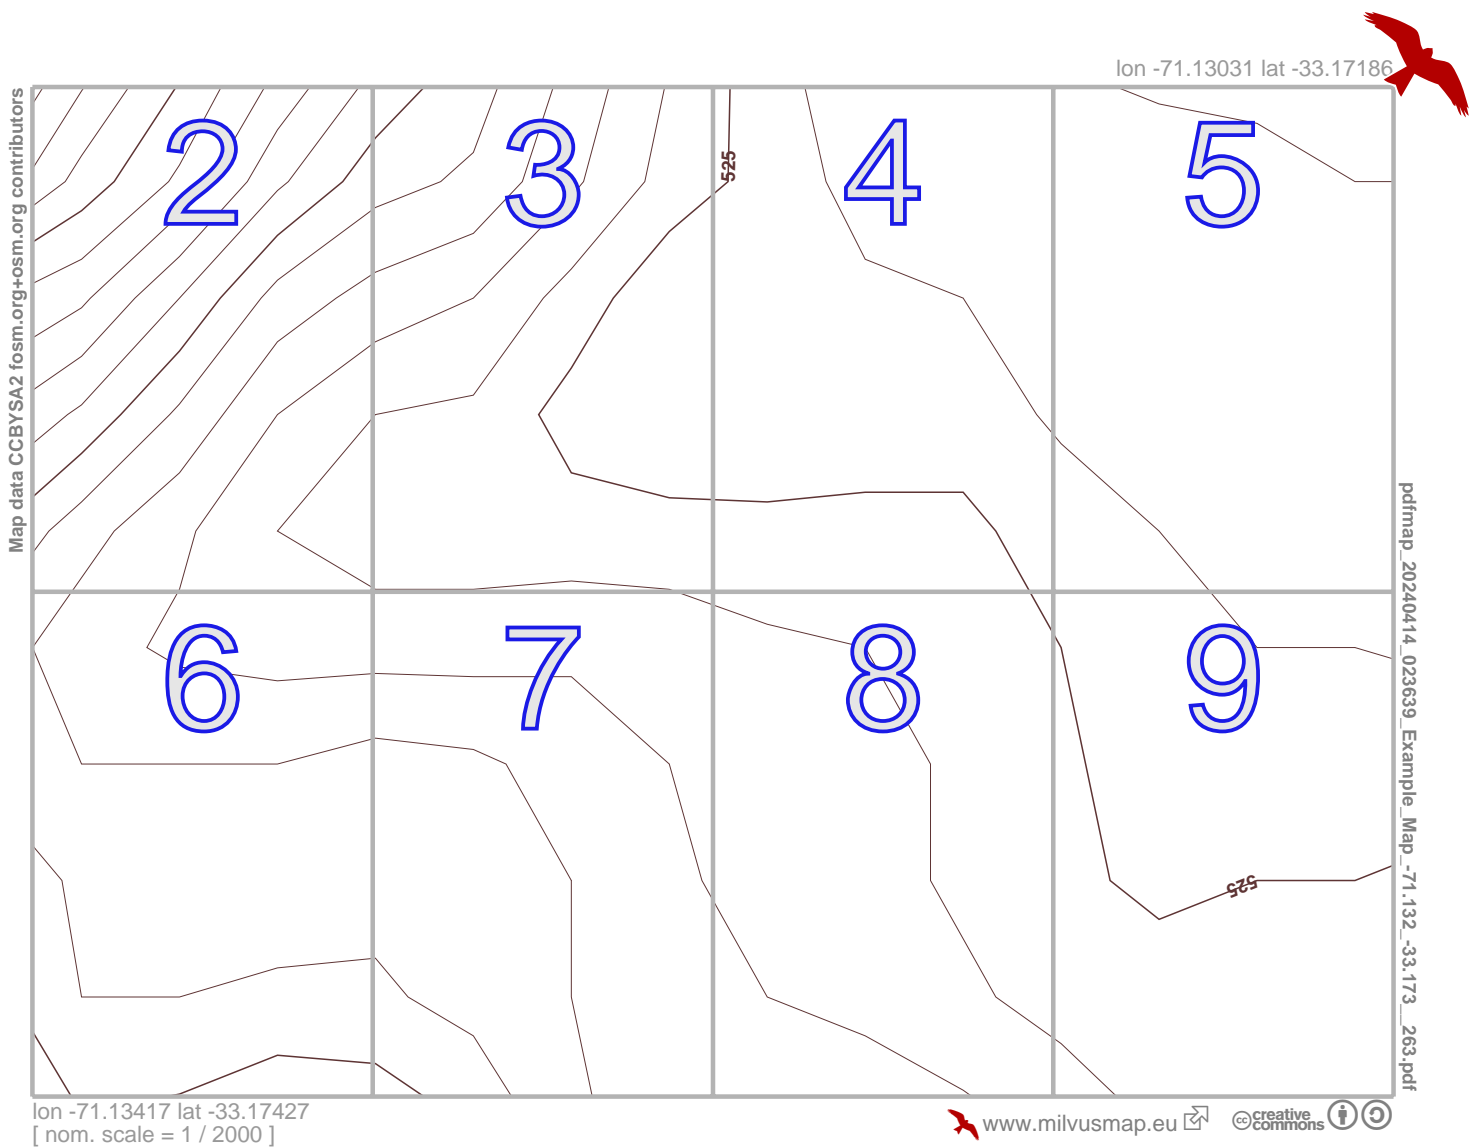 lon -71.13031 lat -33.17186
Map data CCBYSA2 fosm.org+osm.org contributors
2
3
4
5
525
6
7
8
9
525
pdfmap_20240414_023639_Example_Map_-71.132_-33.173__263.pdf
lon -71.13417 lat -33.17427
[ nom. scale = 1 / 2000 ]
www.milvusmap.eu
cc creative commons